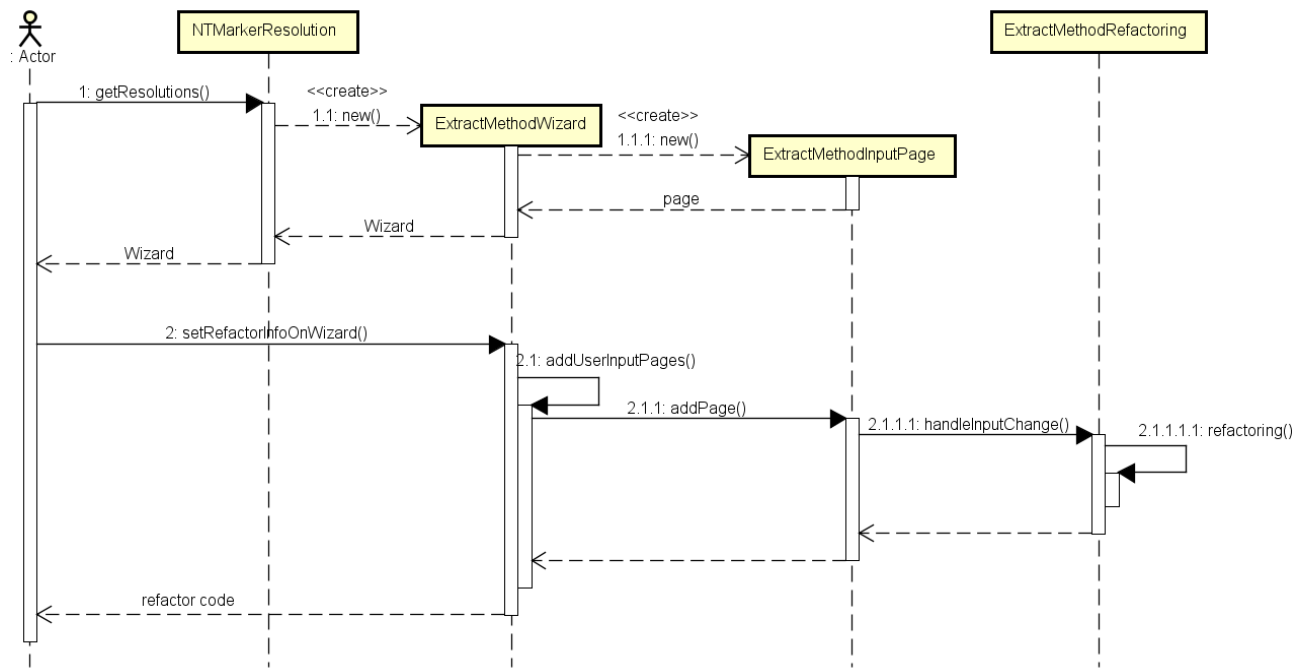 NTMarkerResolution
ExtractMethodRefactoring
: Actor
1: getResolutions()
<<create>>
1.1: new()
ExtractMethodWizard
<<create>>
1.1.1: new()
ExtractMethodInputPage
page
Wizard
Wizard
2: setRefactorInfoOnWizard()
2.1: addUserInputPages()
2.1.1: addPage()
2.1.1.1: handleInputChange()
2.1.1.1.1: refactoring()
refactor code